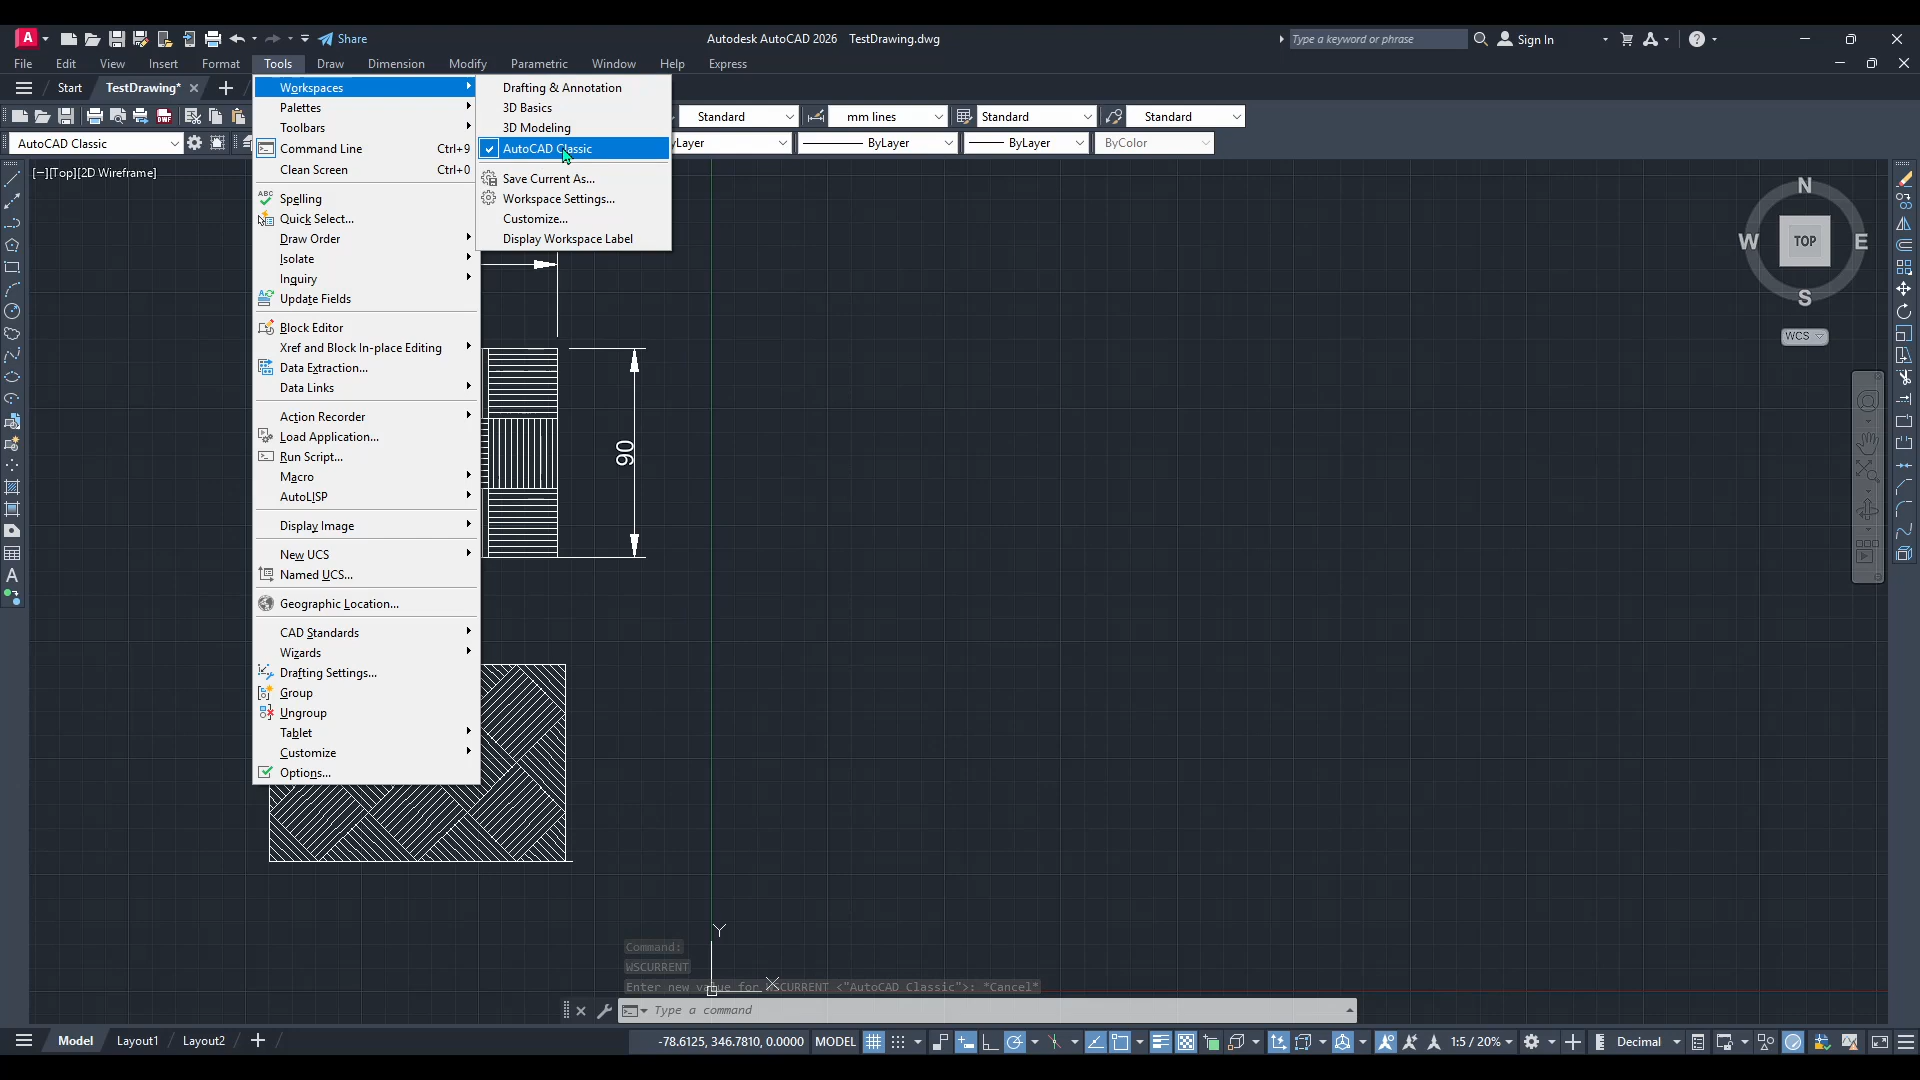 A Share Autodesk AutoCAD 2026 TestDrawing.dwg Type a keyword or phrase Sign In
File Edit View Insert Format Tools Draw Dimension Modify Parametric Window Help Express
Start TestDrawing*
DWF Standard mm lines Standard Standard
AutoCAD Classic yLayer ByLayer ByLayer ByColor
[−][Top][2D Wireframe]
Workspaces
Palettes
Toolbars
Command Line Ctrl+9
Clean Screen Ctrl+0
ABC Spelling
Quick Select...
Draw Order
Isolate
Inquiry
Update Fields
Block Editor
Xref and Block In-place Editing
Data Extraction...
Data Links
Action Recorder
Load Application...
Run Script...
Macro
AutoLISP
Display Image
New UCS
Named UCS...
Geographic Location...
CAD Standards
Wizards
Drafting Settings...
Group
Ungroup
Tablet
Customize
Options...
Drafting & Annotation
3D Basics
3D Modeling
AutoCAD Classic
Save Current As...
Workspace Settings...
Customize...
Display Workspace Label
90
N
W TOP E
S
WCS
A
Y
X
Command:
WSCURRENT
Enter new value for WSCURRENT <"AutoCAD Classic">: *Cancel*
Type a command
Model Layout1 Layout2 -78.6125, 346.7810, 0.0000 MODEL 1:5 / 20% Decimal